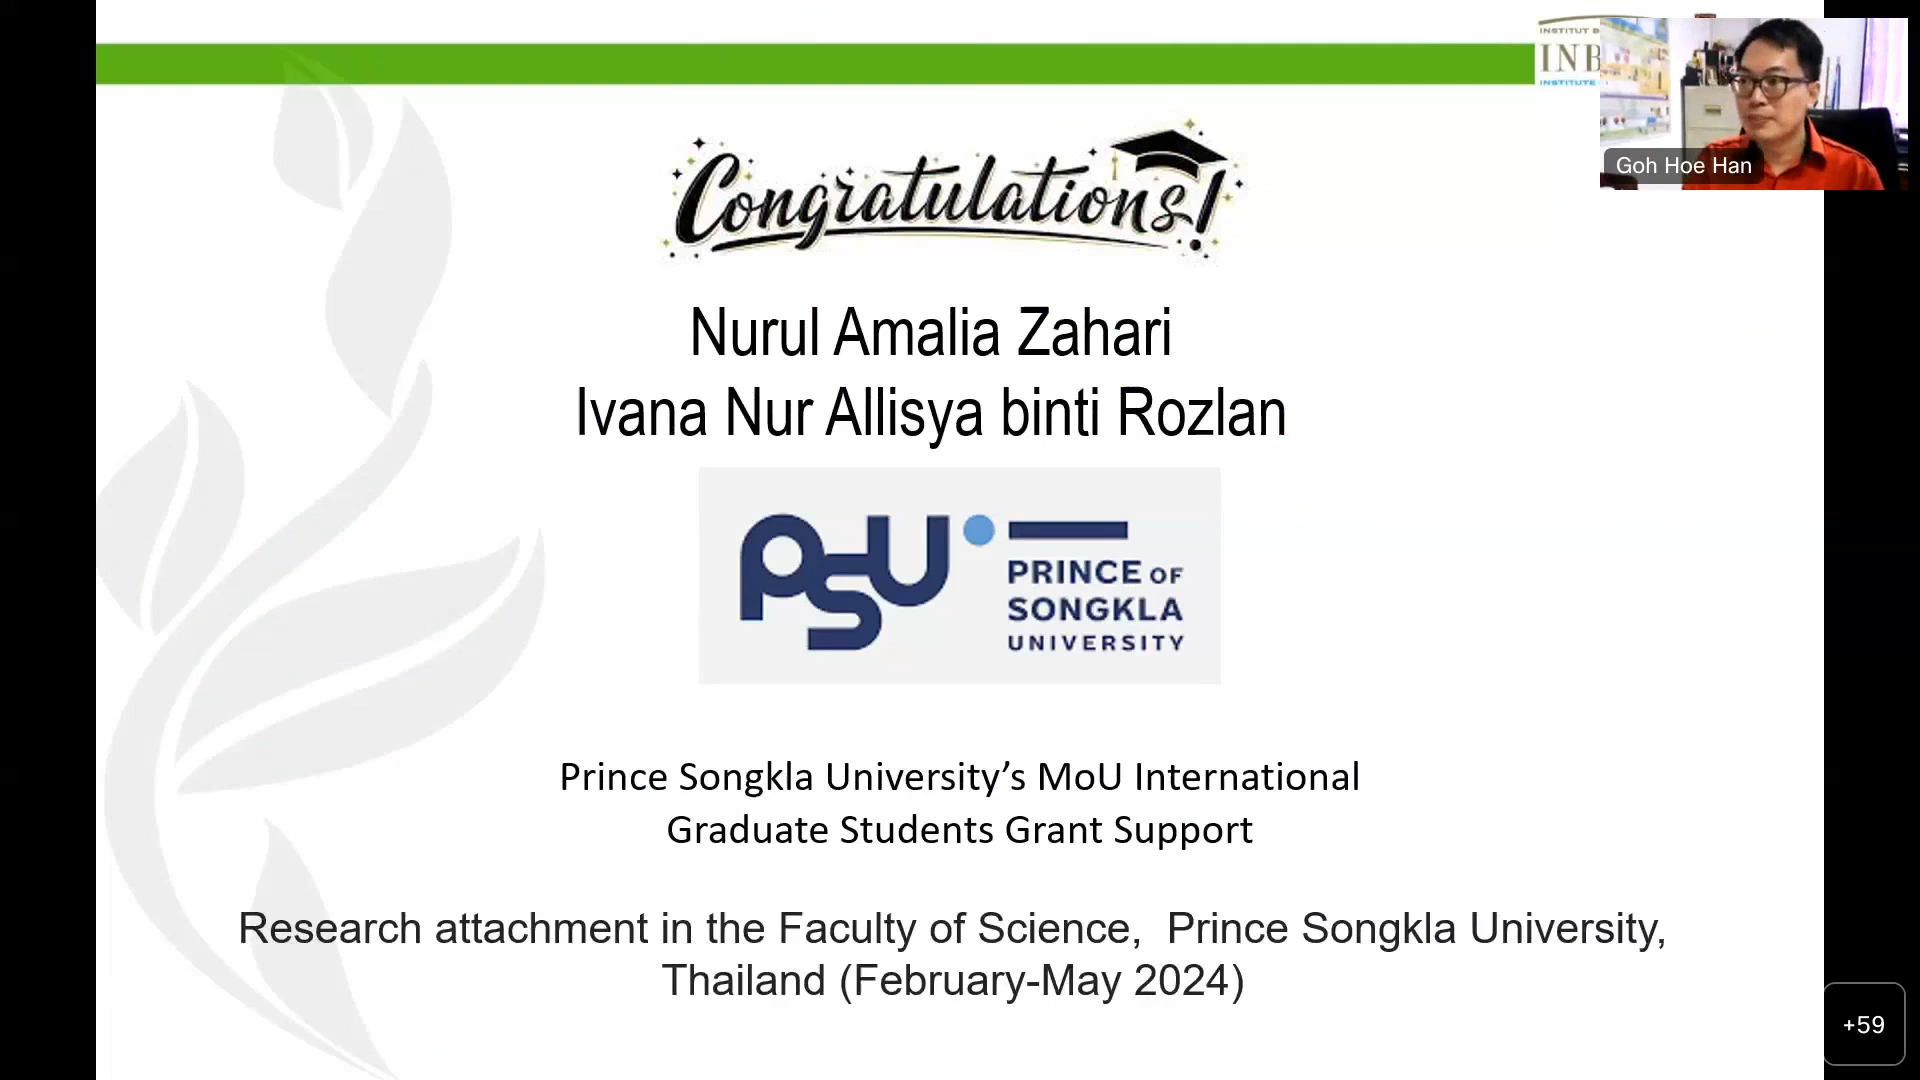 INSTITUT B
INB
INSTITUTE
Goh Hoe Han
Congratulations!
Nurul Amalia Zahari
Ivana Nur Allisya binti Rozlan
PSU
PRINCE OF
SONGKLA
UNIVERSITY
Prince Songkla University’s MoU International
Graduate Students Grant Support
Research attachment in the Faculty of Science,  Prince Songkla University,
Thailand (February-May 2024)
+59